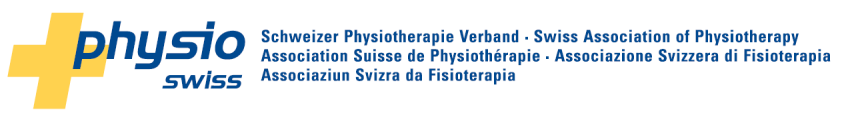 physio
swiss
Schweizer Physiotherapie Verband · Swiss Association of Physiotherapy
Association Suisse de Physiothérapie · Associazione Svizzera di Fisioterapia
Associaziun Svizra da Fisioterapia